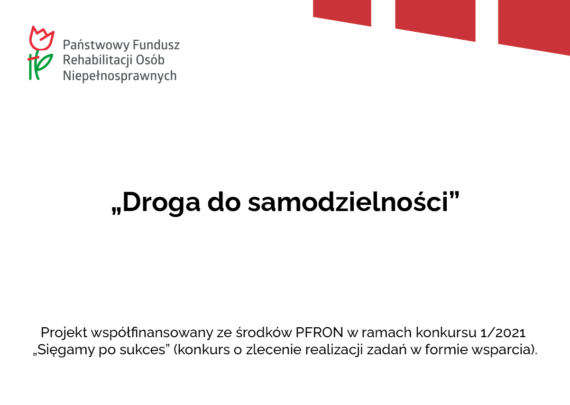 Państwowy Fundusz
Rehabilitacji Osób
Niepełnosprawnych
„Droga do samodzielności”
Projekt współfinansowany ze środków PFRON w ramach konkursu 1/2021
„Sięgamy po sukces” (konkurs o zlecenie realizacji zadań w formie wsparcia).